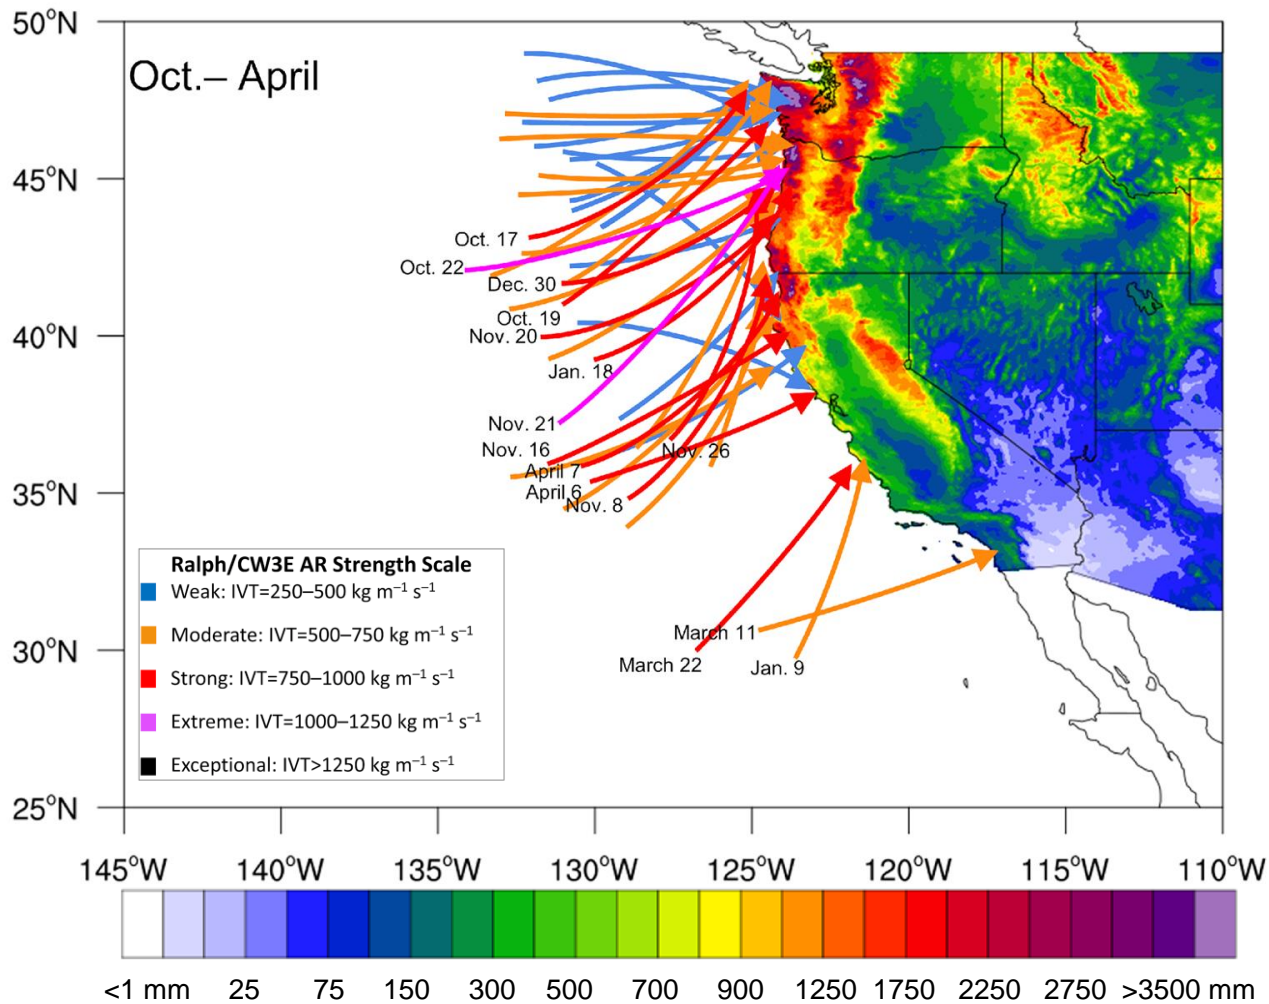 50°N
Oct.– April
45°N
Oct. 17
Oct. 22
Dec. 30
Oct. 19
40°N
Nov. 20
Jan. 18
Nov. 21
Nov. 16
Nov. 26
April 7
35°N
April 6
Nov. 8
Ralph/CW3E AR Strength Scale
Weak: IVT=250–500 kg m⁻¹ s⁻¹
Moderate: IVT=500–750 kg m⁻¹ s⁻¹
Strong: IVT=750–1000 kg m⁻¹ s⁻¹
Extreme: IVT=1000–1250 kg m⁻¹ s⁻¹
Exceptional: IVT>1250 kg m⁻¹ s⁻¹
March 11
30°N
March 22
Jan. 9
25°N
145°W 140°W 135°W 130°W 125°W 120°W 115°W 110°W
<1 mm 25 75 150 300 500 700 900 1250 1750 2250 2750 >3500 mm